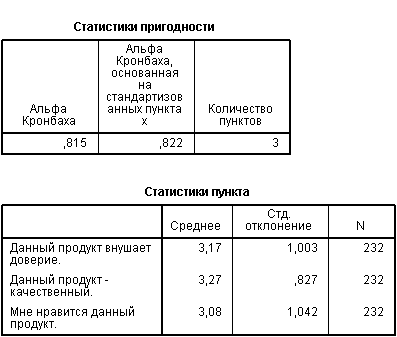 Статистики пригодности
Альфа
Кронбаха
Альфа
Кронбаха,
основанная
на
стандартизов
анных пункта
х
Количество
пунктов
,815 ,822 3
Статистики пункта
Среднее
Стд.
отклонение
N
Данный продукт внушает
доверие.
3,17 1,003 232
Данный продукт -
качественный.
3,27 ,827 232
Мне нравится данный
продукт.
3,08 1,042 232